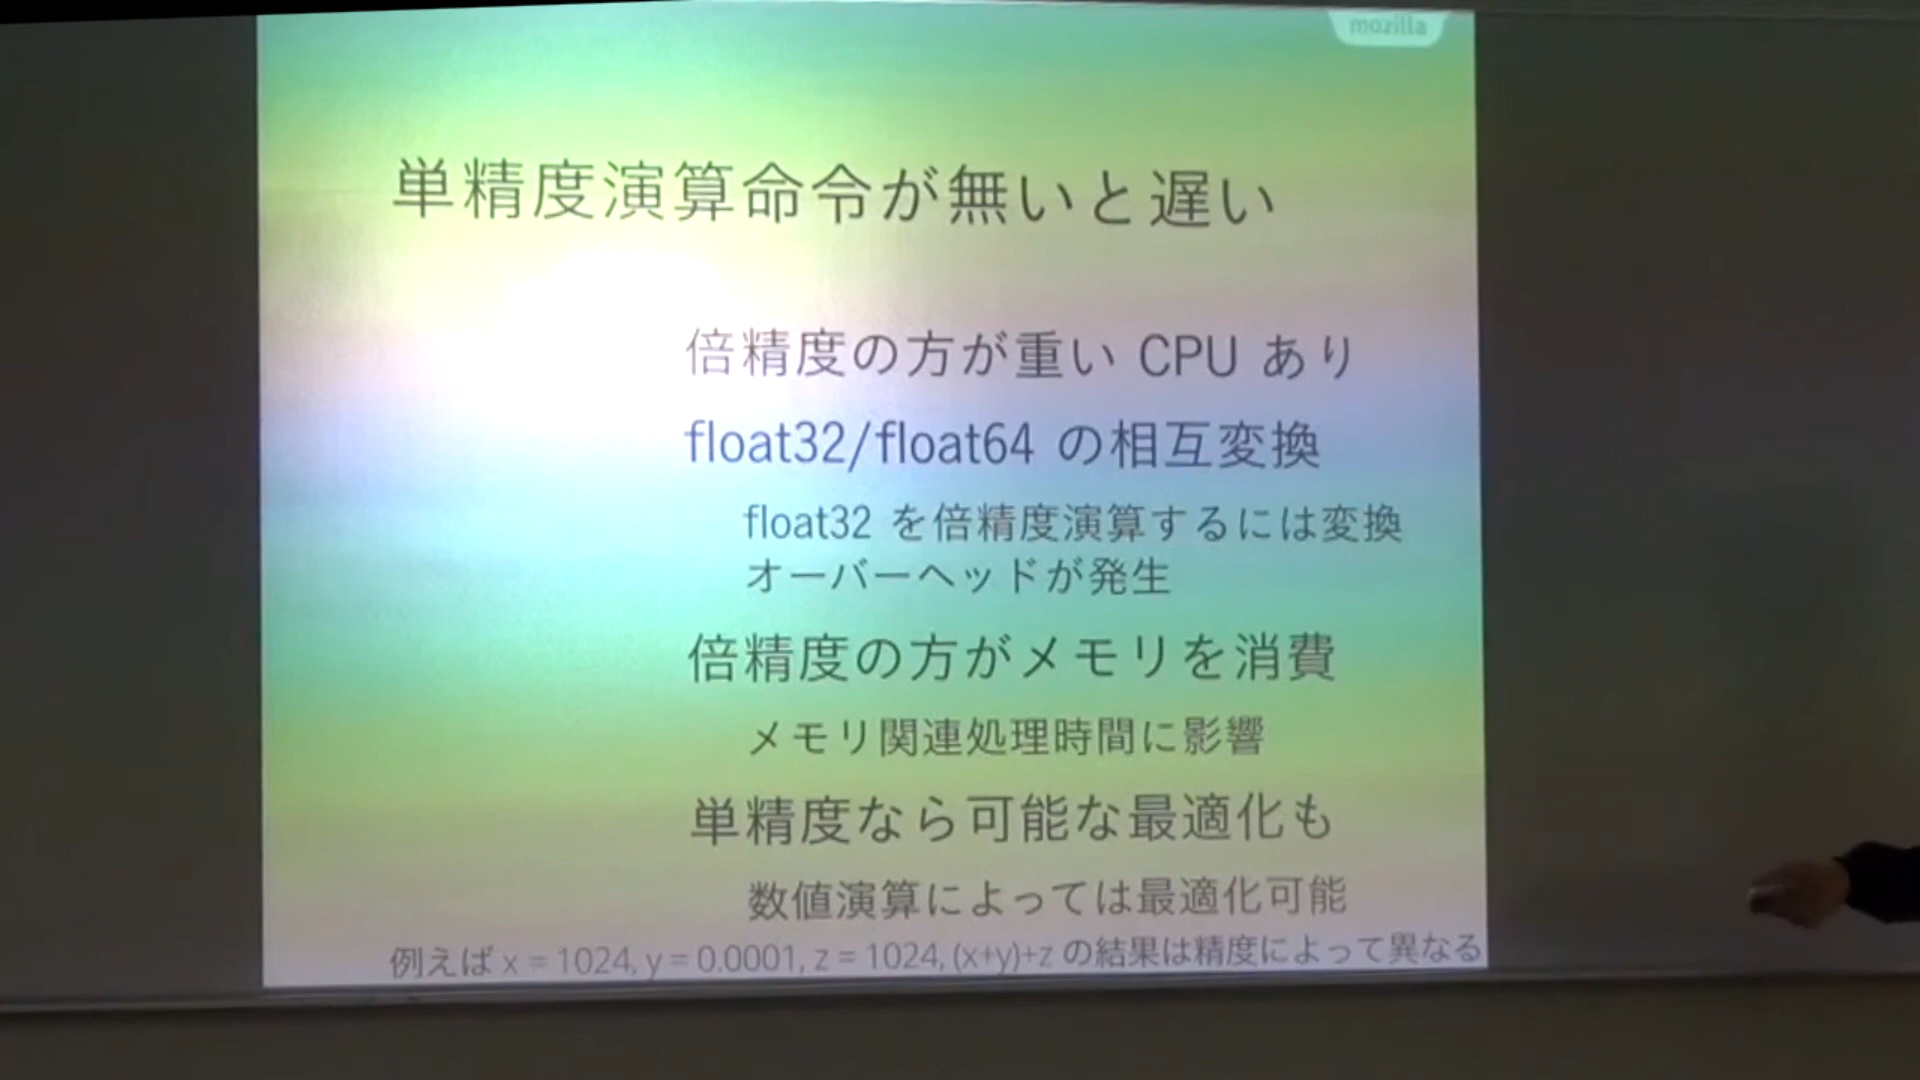 mozilla
単精度演算命令が無いと遅い
倍精度の方が重い CPU あり
float32/float64 の相互変換
float32 を倍精度演算するには変換
オーバーヘッドが発生
倍精度の方がメモリを消費
メモリ関連処理時間に影響
単精度なら可能な最適化も
数値演算によっては最適化可能
例えば x = 1024, y = 0.0001, z = 1024, (x+y)+z の結果は精度によって異なる